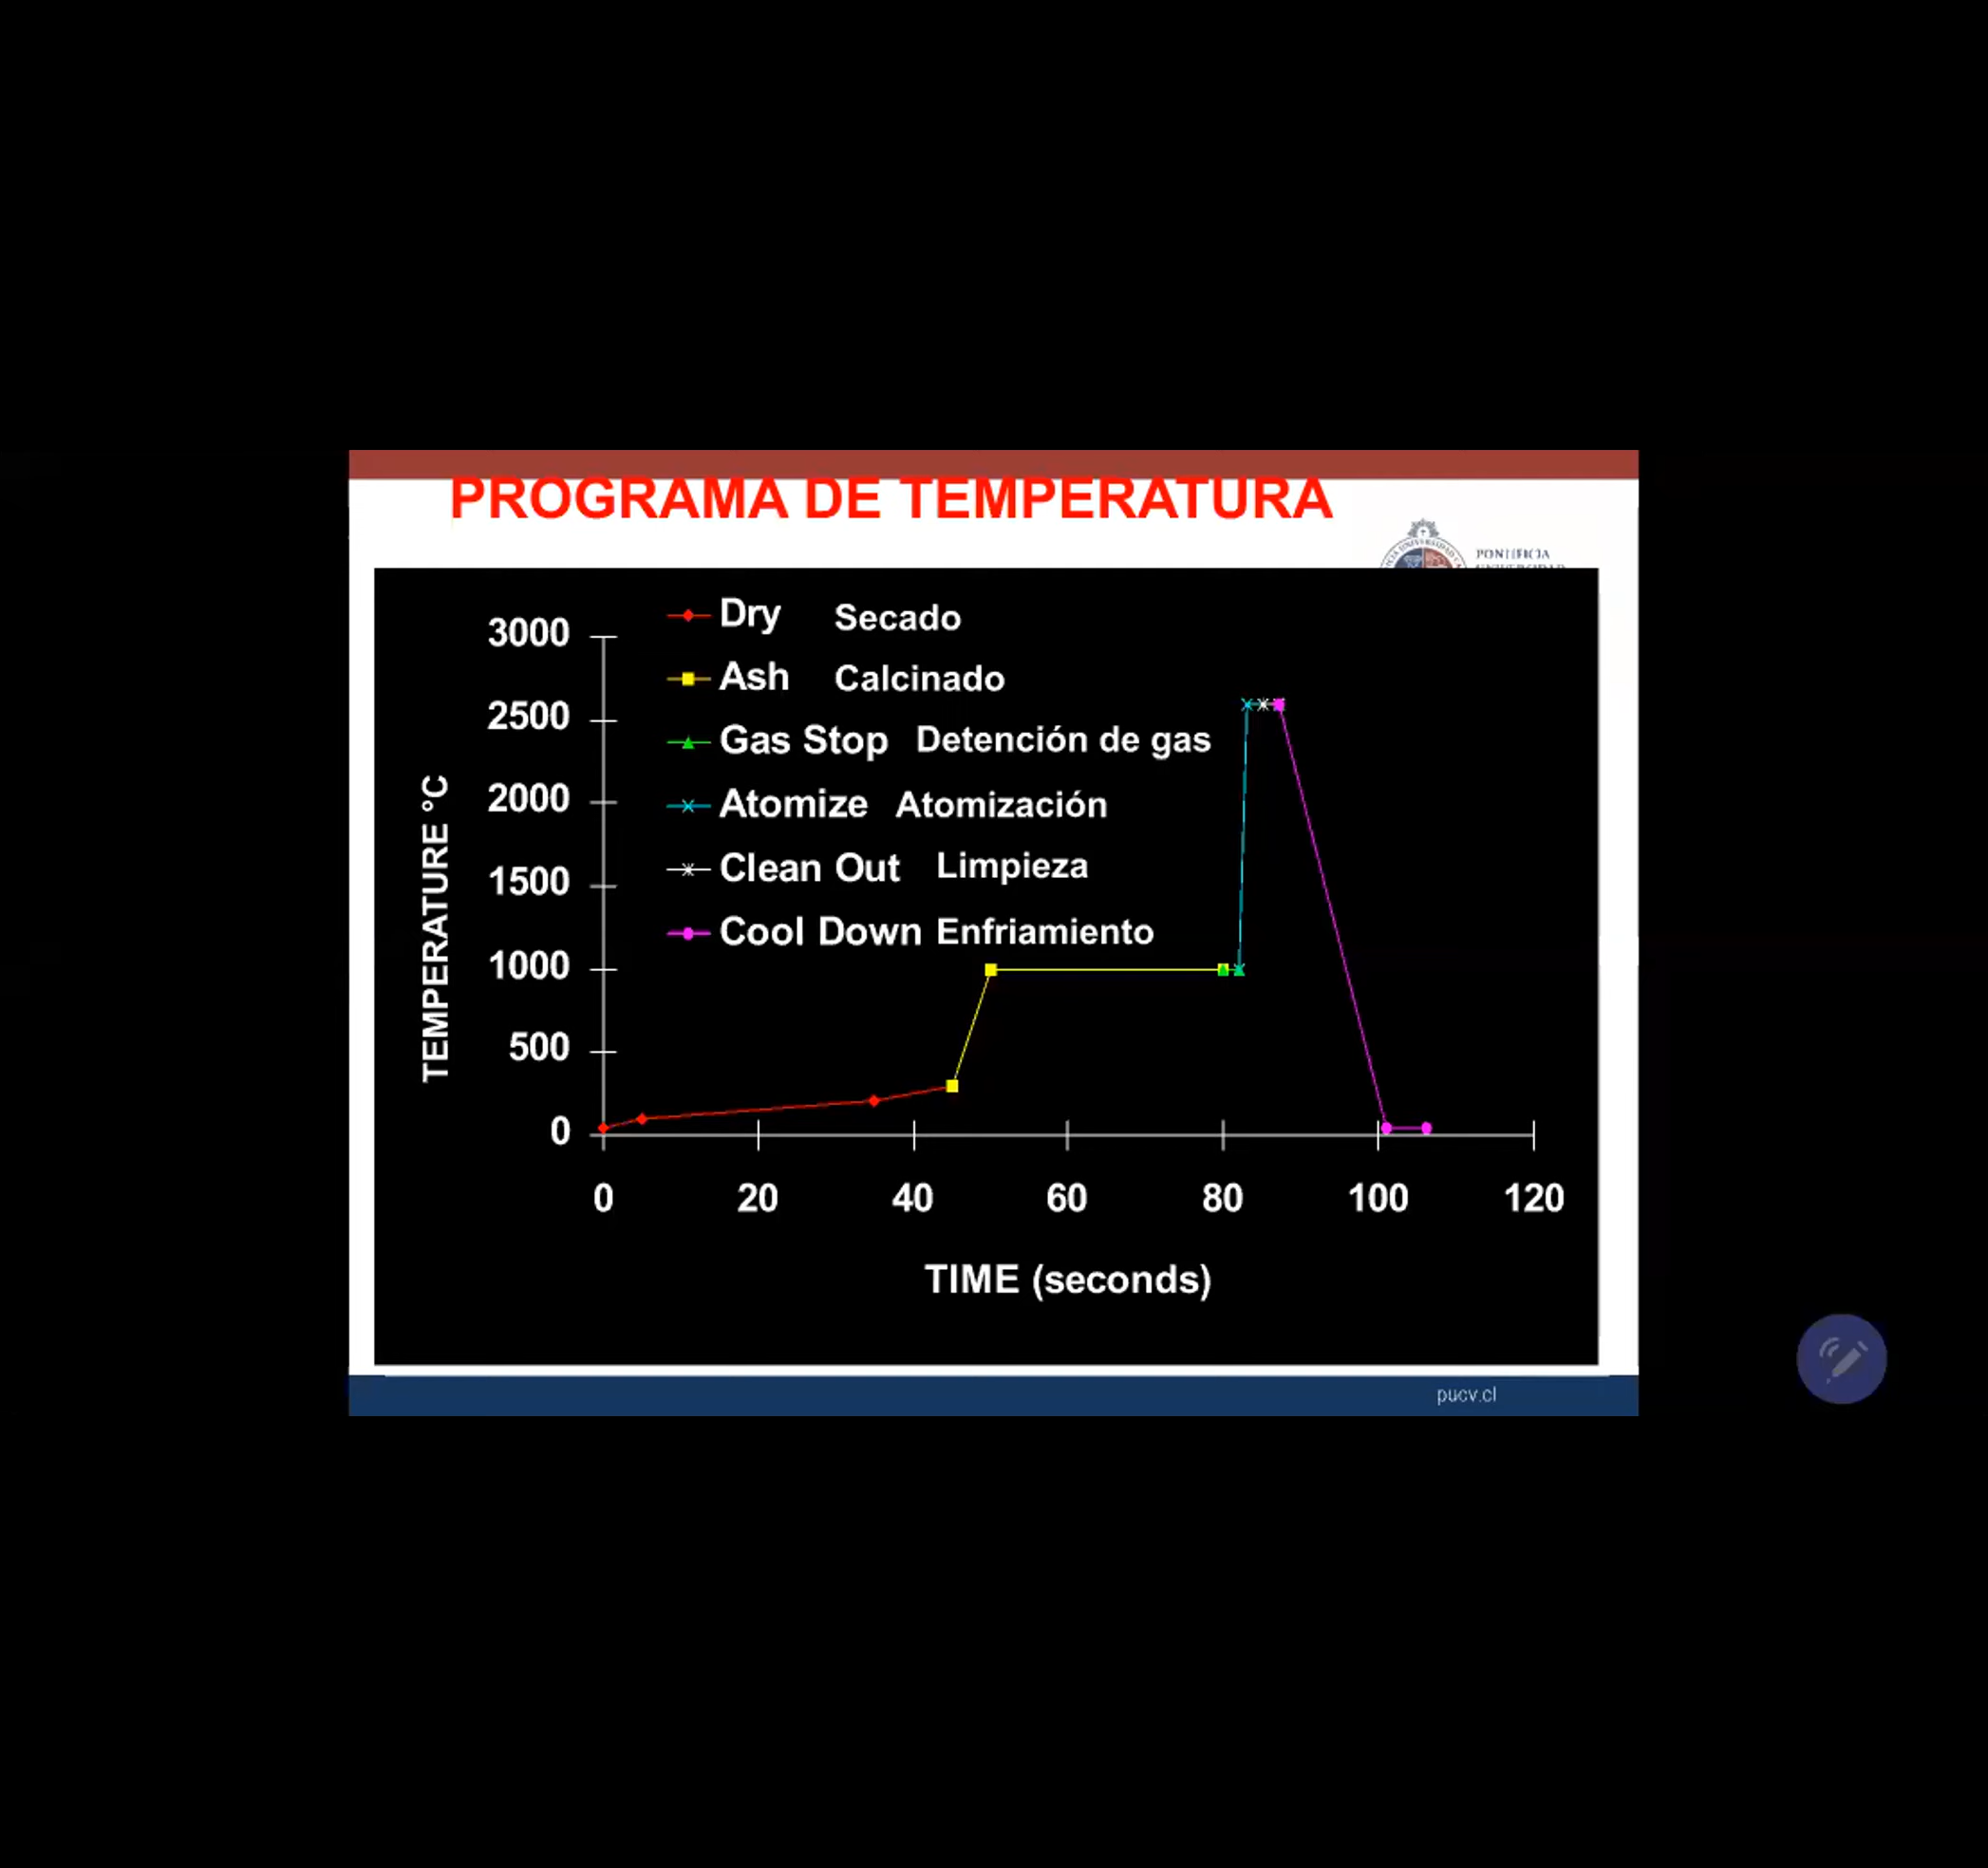 PROGRAMA DE TEMPERATURA
PONTIFICIA
UNIVERSIDAD
Dry Secado
Ash Calcinado
Gas Stop Detención de gas
Atomize Atomización
Clean Out Limpieza
Cool Down Enfriamiento
TEMPERATURE °C
3000
2500
2000
1500
1000
500
0
0 20 40 60 80 100 120
TIME (seconds)
pucv.cl